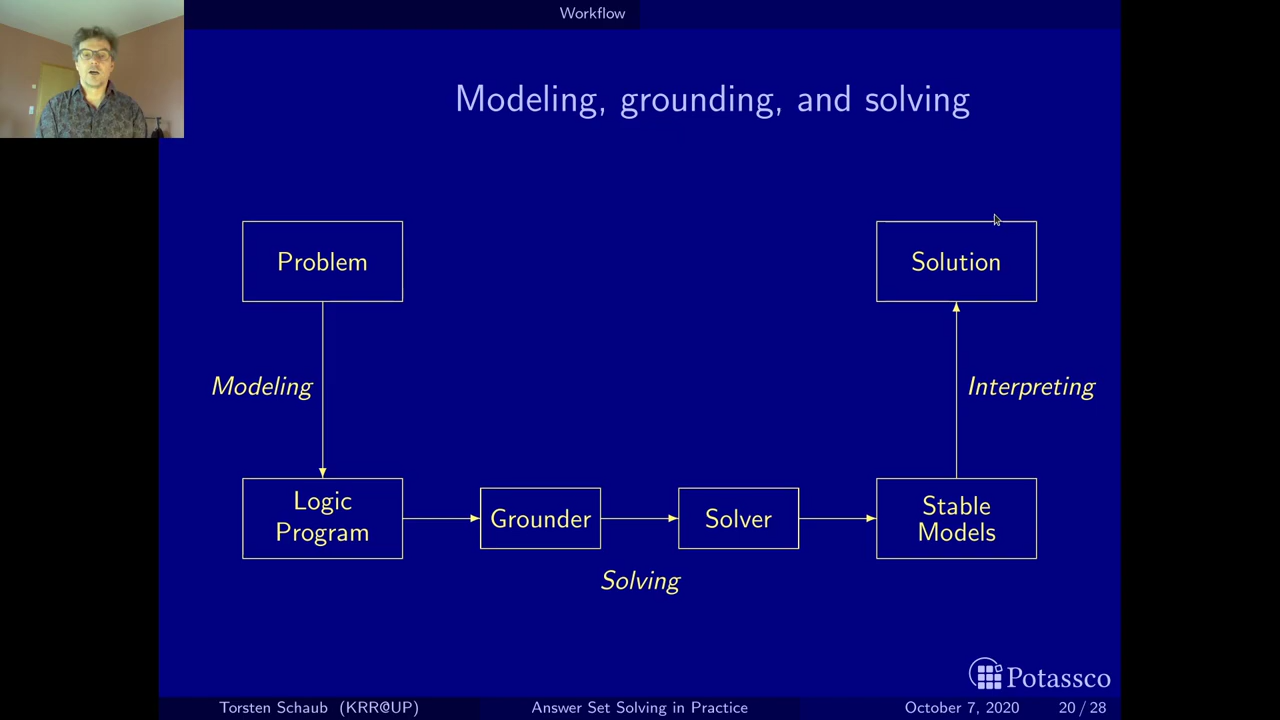 Workflow
Modeling, grounding, and solving
Problem
Solution
Modeling
Interpreting
Logic
Program
Grounder
Solver
Stable
Models
Solving
Potassco
Torsten Schaub (KRR@UP)
Answer Set Solving in Practice
October 7, 2020
20 / 28